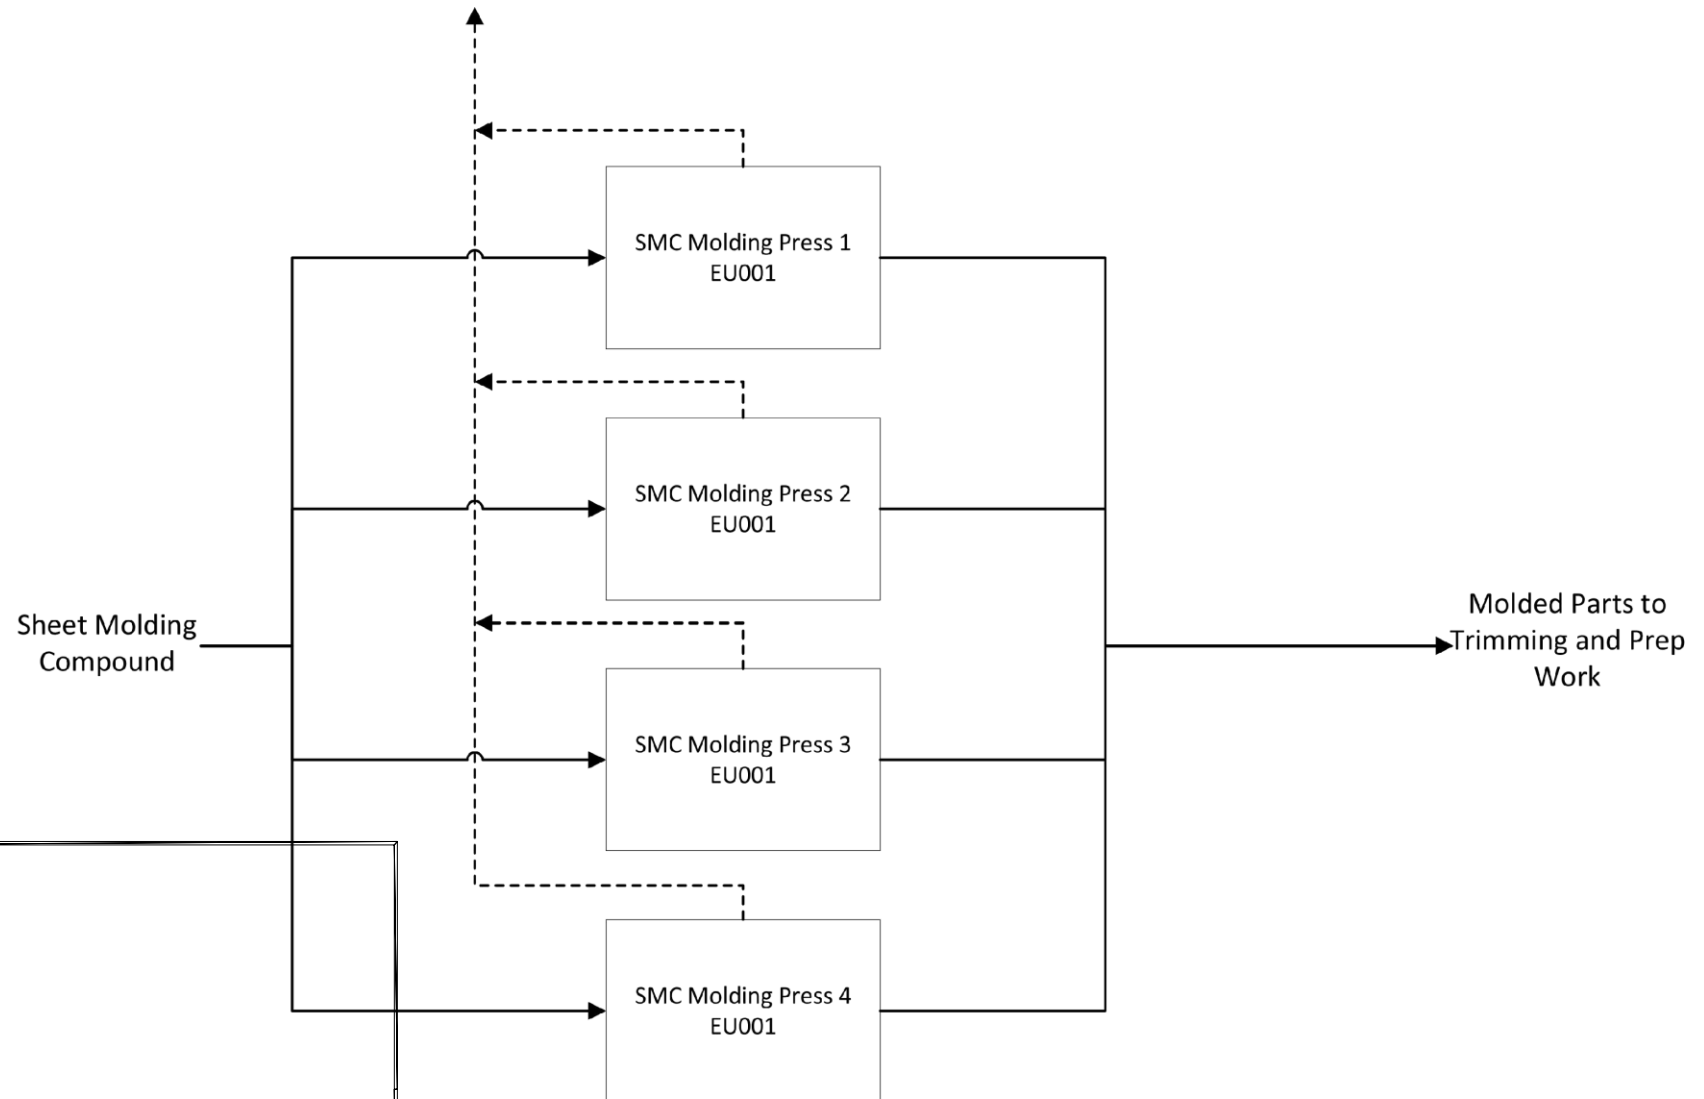 SMC Molding Press 1
EU001
SMC Molding Press 2
EU001
Sheet Molding
Compound
Molded Parts to
Trimming and Prep
Work
SMC Molding Press 3
EU001
SMC Molding Press 4
EU001